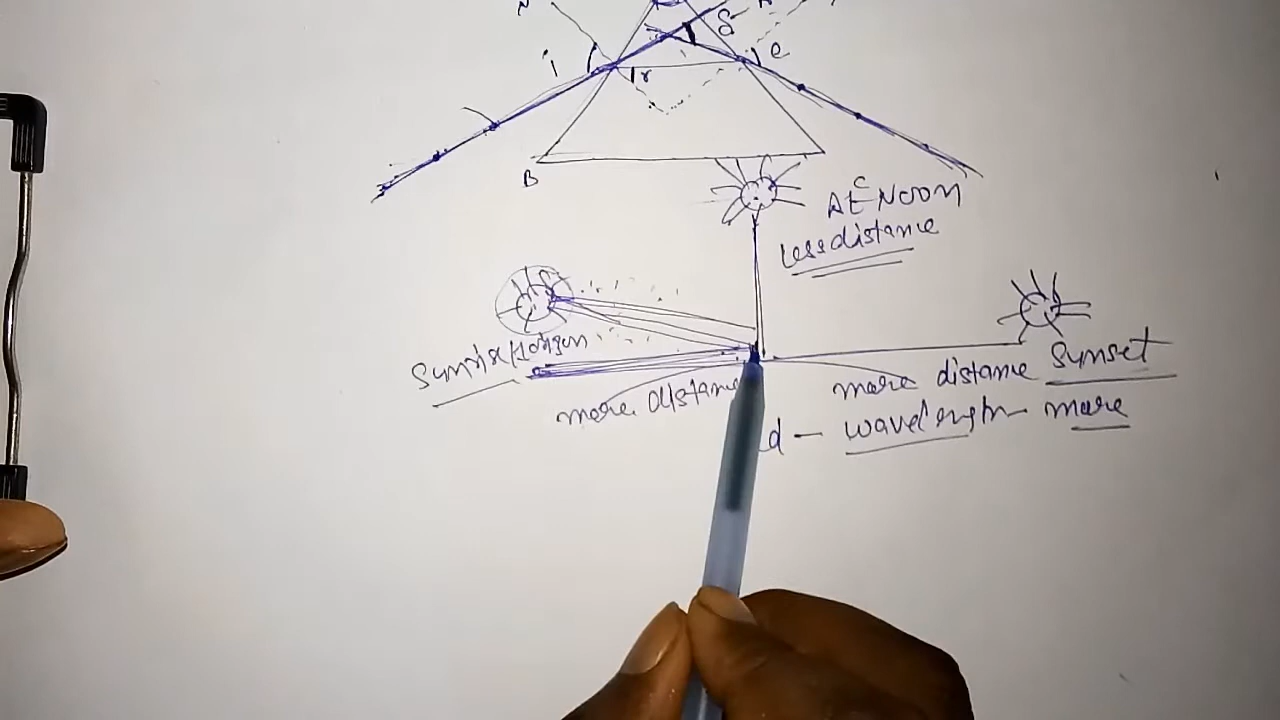 i
r
δ
e
B
C
At NOON
Less distance
Sunrise/Horizon
more distance
more distance Sunset
d - wavelength more